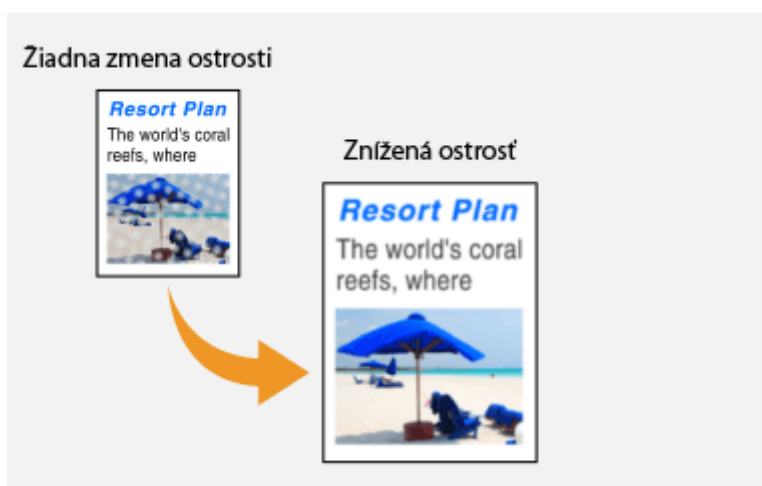 Žiadna zmena ostrosti
Resort Plan
The world's coral
reefs, where
Znížená ostrosť
Resort Plan
The world's coral
reefs, where